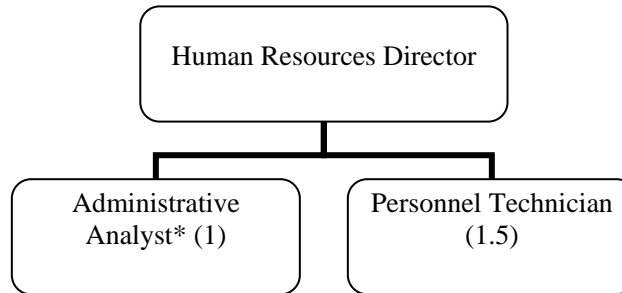 Human Resources Director
Administrative
Analyst* (1)
Personnel Technician
(1.5)